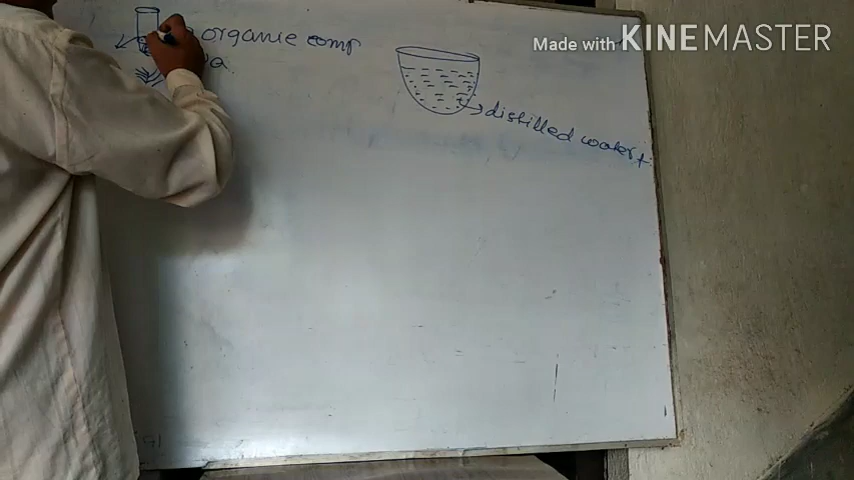 organic comp
a
distilled water +
Made with KINEMASTER